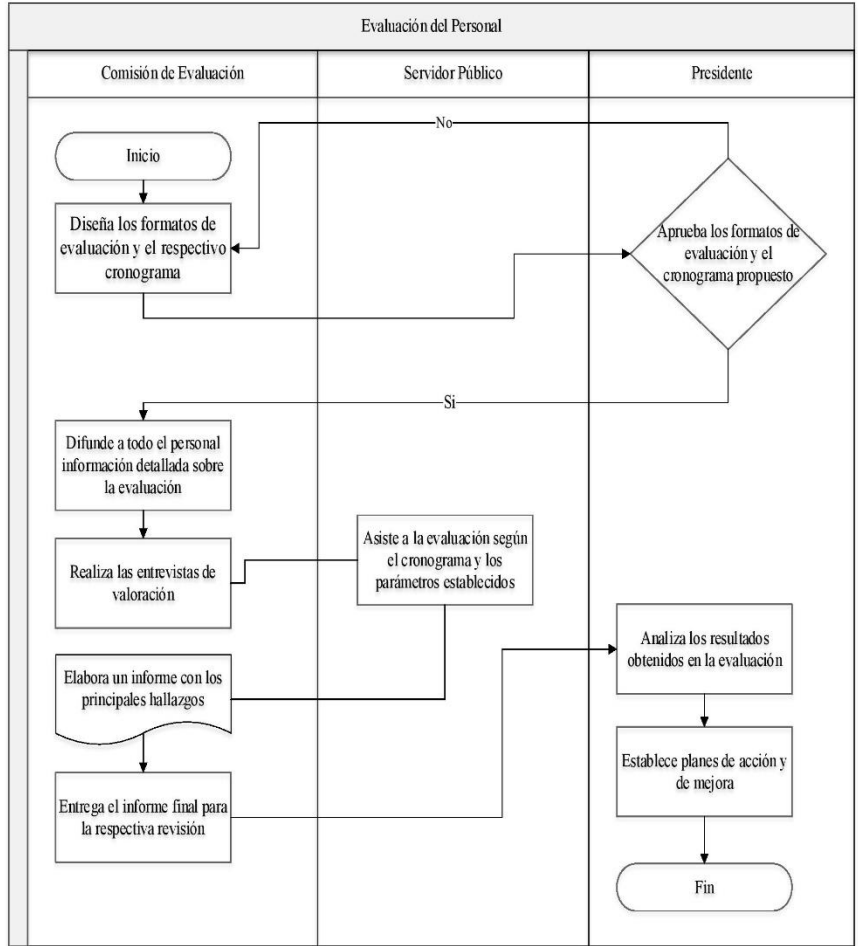 Evaluación del Personal
Comisión de Evaluación
Servidor Público
Presidente
No
Inicio
Diseña los formatos de
evaluación y el respectivo
cronograma
Aprueba los formatos de
evaluación y el
cronograma propuesto
Si
Difunde a todo el personal
información detallada sobre
la evaluación
Realiza las entrevistas de
valoración
Asiste a la evaluación según
el cronograma y los
parámetros establecidos
Elabora un informe con los
principales hallazgos
Entrega el informe final para
la respectiva revisión
Analiza los resultados
obtenidos en la evaluación
Establece planes de acción y
de mejora
Fin